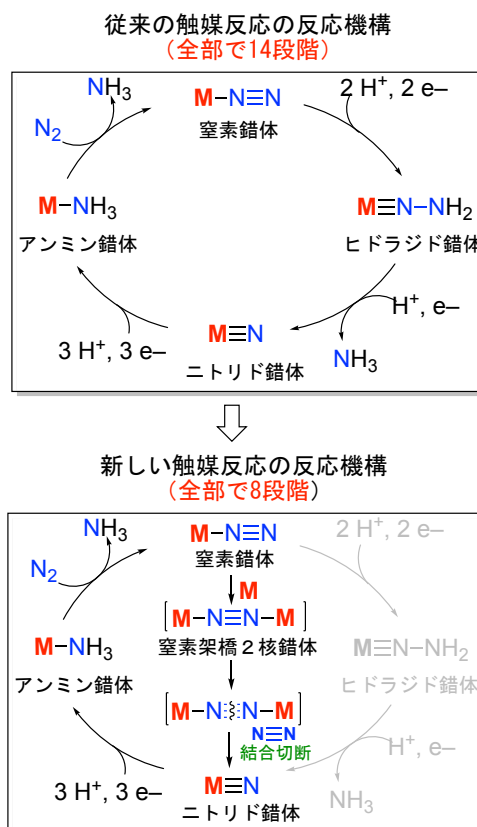 従来の触媒反応の反応機構
(全部で14段階)
NH3
N2
M−N≡N
窒素錯体
2 H+, 2 e−
M−NH3
アンミン錯体
M≡N−NH2
ヒドラジド錯体
3 H+, 3 e−
M≡N
ニトリド錯体
H+, e−
NH3
新しい触媒反応の反応機構
(全部で8段階)
NH3
N2
M−N≡N
窒素錯体
2 H+, 2 e−
M
[M−N≡N−M]
窒素架橋2核錯体
M−NH3
アンミン錯体
M≡N−NH2
ヒドラジド錯体
[M−N≡N−M]
N≡N
結合切断
3 H+, 3 e−
M≡N
ニトリド錯体
H+, e−
NH3